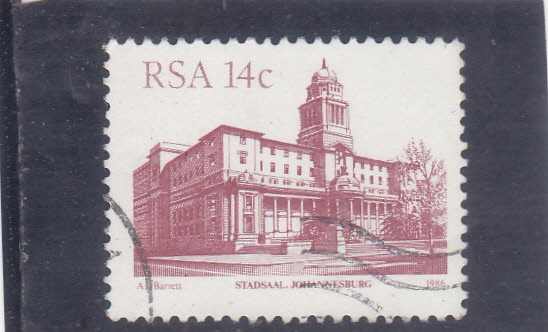 RSA 14c
A.H. Barrett STADSAAL, JOHANNESBURG 1986